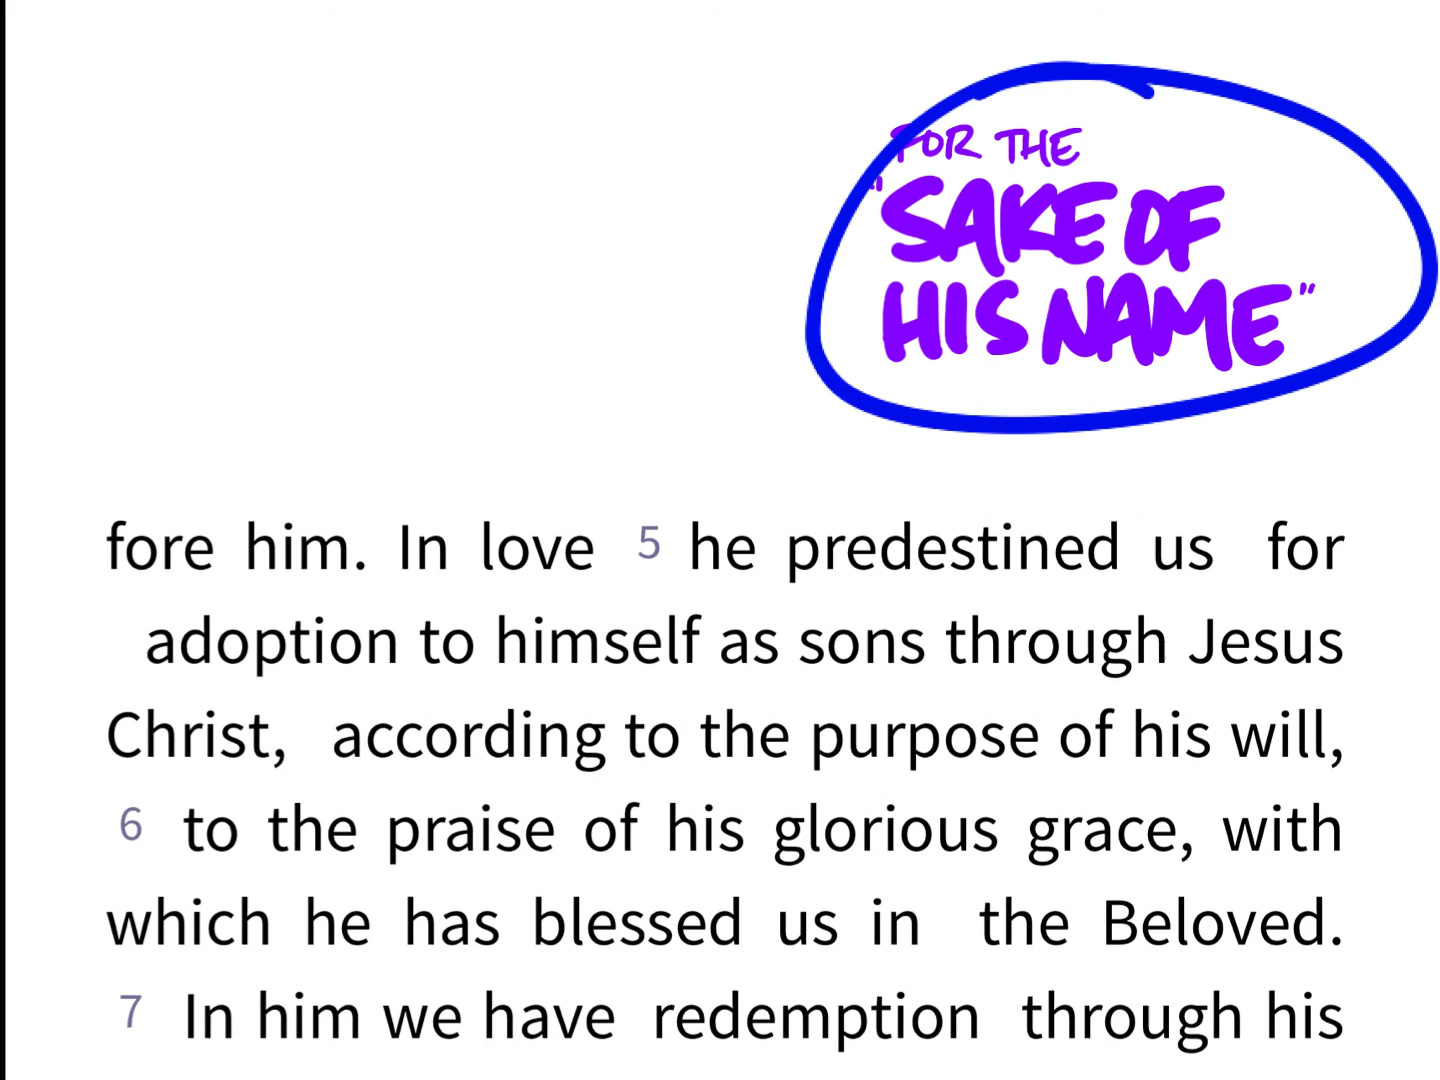 FOR THE
"SAKE OF
HIS NAME"
fore him. In love 5 he predestined us for
adoption to himself as sons through Jesus
Christ, according to the purpose of his will,
6 to the praise of his glorious grace, with
which he has blessed us in the Beloved.
7 In him we have redemption through his